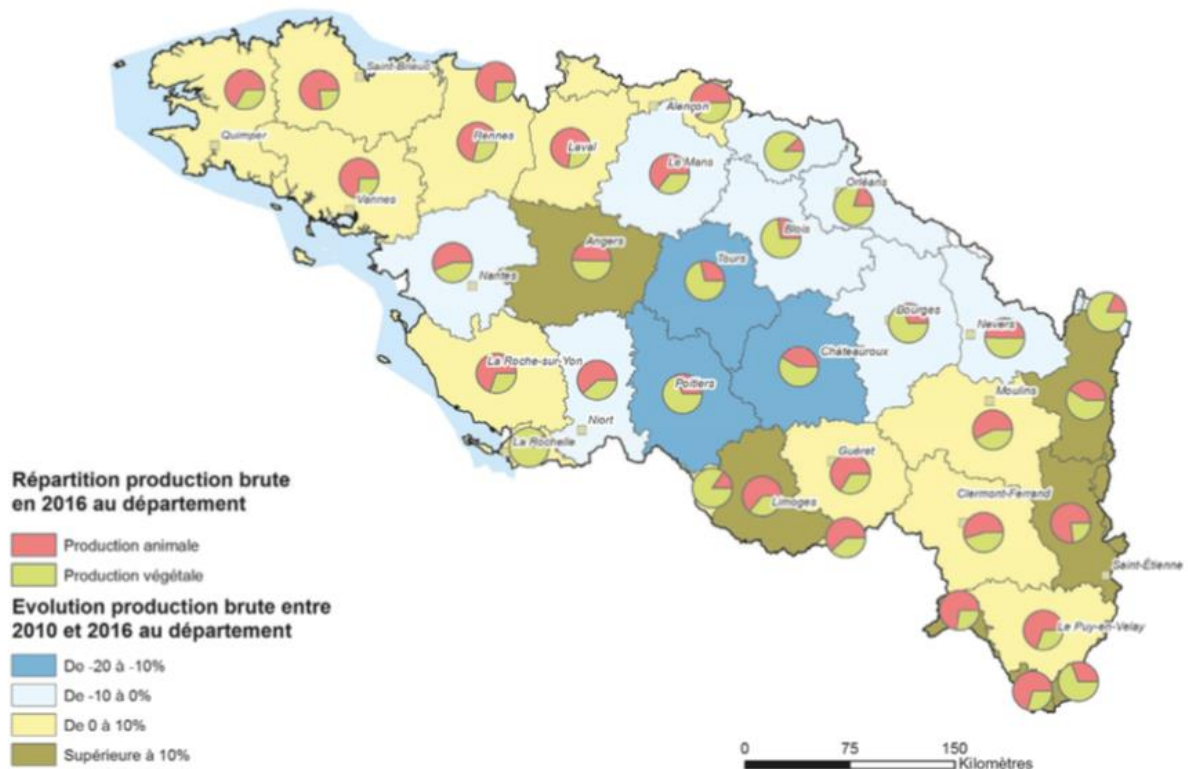 Saint-Brieuc
Alençon
Quimper
Rennes
Laval
Le Mans
Orléans
Vannes
Blois
Angers
Tours
Nantes
Bourges
Nevers
Chateauroux
La Roche-sur-Yon
Poitiers
Moulins
Niort
La Rochelle
Guéret
Limoges
Clermont-Ferrand
Saint-Étienne
Le Puy-en-Velay
Répartition production brute
en 2016 au département
Production animale
Production végétale
Evolution production brute entre
2010 et 2016 au département
De -20 à -10%
De -10 à 0%
De 0 à 10%
Supérieure à 10%
0 75 150
Kilomètres